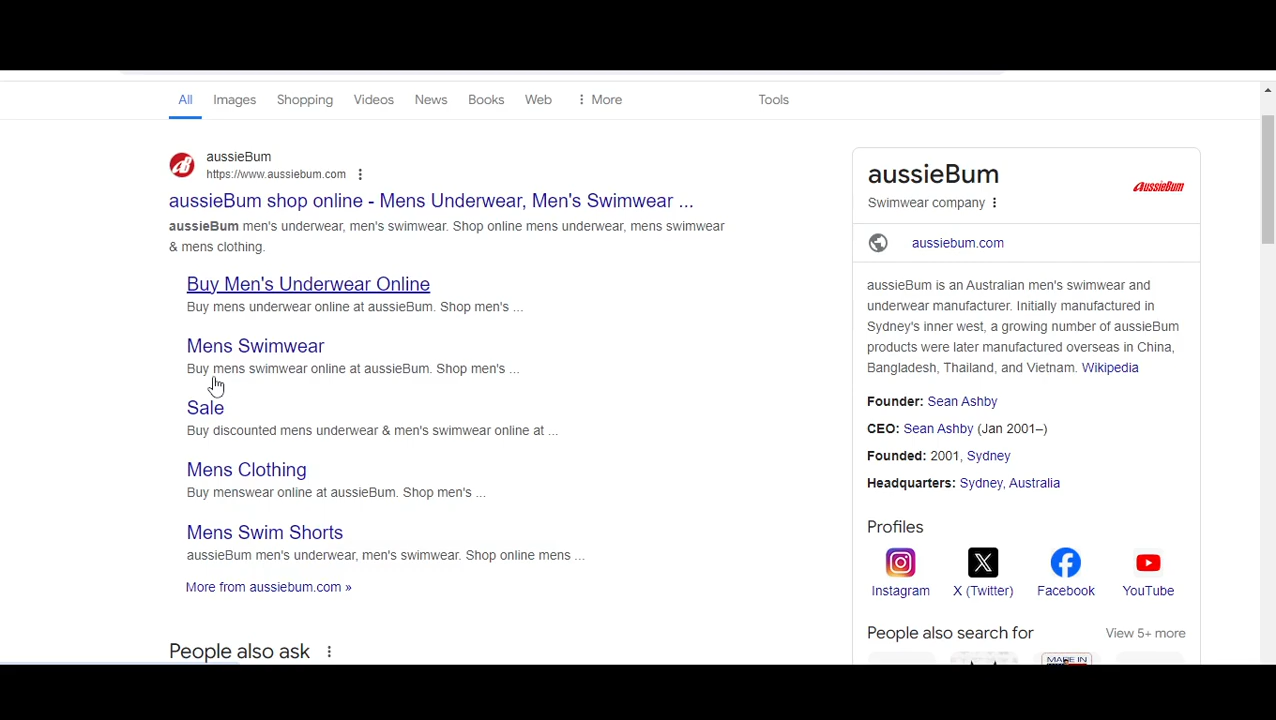 All Images Shopping Videos News Books Web More Tools
aussieBum
https://www.aussiebum.com
aussieBum shop online - Mens Underwear, Men's Swimwear ...
aussieBum men's underwear, men's swimwear. Shop online mens underwear, mens swimwear
& mens clothing.
Buy Men's Underwear Online
Buy mens underwear online at aussieBum. Shop men's ...
Mens Swimwear
Buy mens swimwear online at aussieBum. Shop men's ...
Sale
Buy discounted mens underwear & men's swimwear online at ...
Mens Clothing
Buy menswear online at aussieBum. Shop men's ...
Mens Swim Shorts
aussieBum men's underwear, men's swimwear. Shop online mens ...
More from aussiebum.com »
People also ask
aussieBum
AUSSIEBUM
Swimwear company
aussiebum.com
aussieBum is an Australian men's swimwear and
underwear manufacturer. Initially manufactured in
Sydney's inner west, a growing number of aussieBum
products were later manufactured overseas in China,
Bangladesh, Thailand, and Vietnam. Wikipedia
Founder: Sean Ashby
CEO: Sean Ashby (Jan 2001–)
Founded: 2001, Sydney
Headquarters: Sydney, Australia
Profiles
Instagram X (Twitter) Facebook YouTube
People also search for View 5+ more
MADE IN